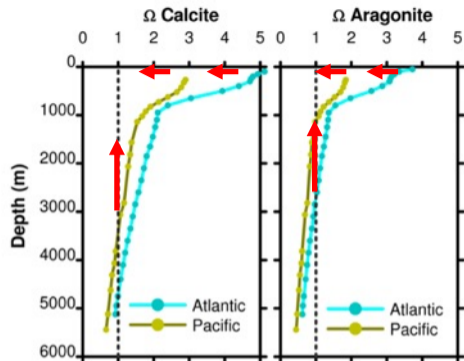 Ω Calcite
Ω Aragonite
1 2 3 4 5
0 1 2 3 4 5
0
1000
2000
3000
4000
5000
6000
Depth (m)
Atlantic
Pacific
Atlantic
Pacific